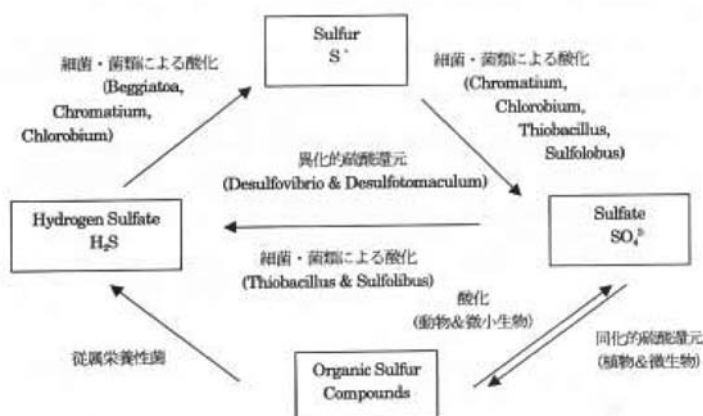 Sulfur
S
細菌・菌類による酸化
(Beggiatoa,
Chromatium,
Chlorobium)
細菌・菌類による酸化
(Chromatium,
Chlorobium,
Thiobacillus,
Sulfolobus)
異化的硫酸還元
(Desulfovibrio & Desulfotomaculum)
Hydrogen Sulfate
H₂S
Sulfate
SO₄
細菌・菌類による酸化
(Thiobacillus & Sulfolibus)
酸化
(動物&微小生物)
同化的硫酸還元
(植物&微生物)
従属栄養性菌
Organic Sulfur
Compounds